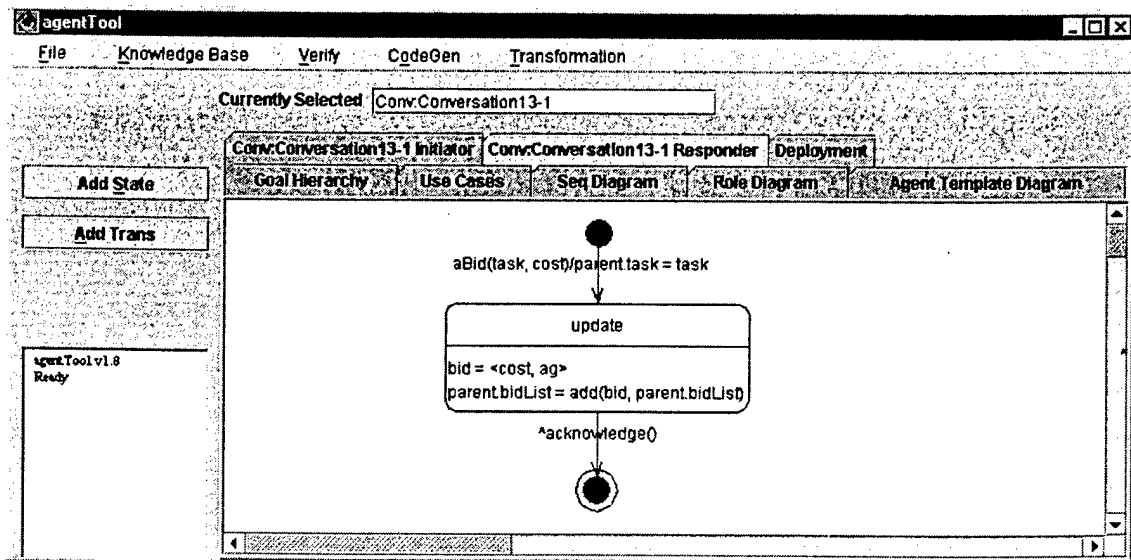 agentTool
File Knowledge Base Verify CodeGen Transformation
Currently Selected Conv:Conversation13-1
Conv:Conversation13-1 Initiator Conv:Conversation13-1 Responder Deployment
Goal Hierarchy Use Cases Seq Diagram Role Diagram Agent Template Diagram
Add State
Add Trans
aBid(task, cost)/parent.task = task
update
bid = <cost, ag>
parent.bidList = add(bid, parent.bidList)
^acknowledge()
agentTool v1.8
Ready